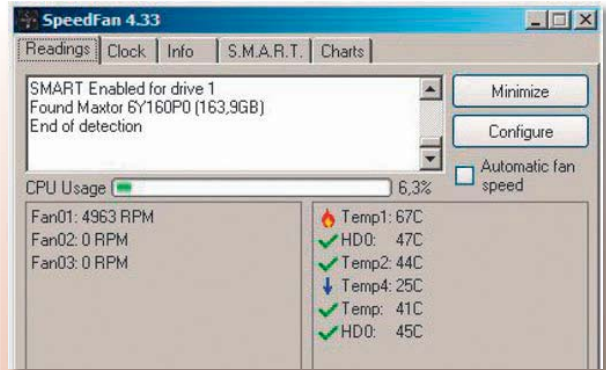 SpeedFan 4.33
Readings Clock Info S.M.A.R.T. Charts
SMART Enabled for drive 1
Found Maxtor 6Y160P0 (163,9GB)
End of detection
Minimize
Configure
Automatic fan
speed
CPU Usage 6,3%
Fan01: 4963 RPM
Fan02: 0 RPM
Fan03: 0 RPM
Temp1: 67C
HD0: 47C
Temp2: 44C
Temp4: 25C
Temp: 41C
HD0: 45C